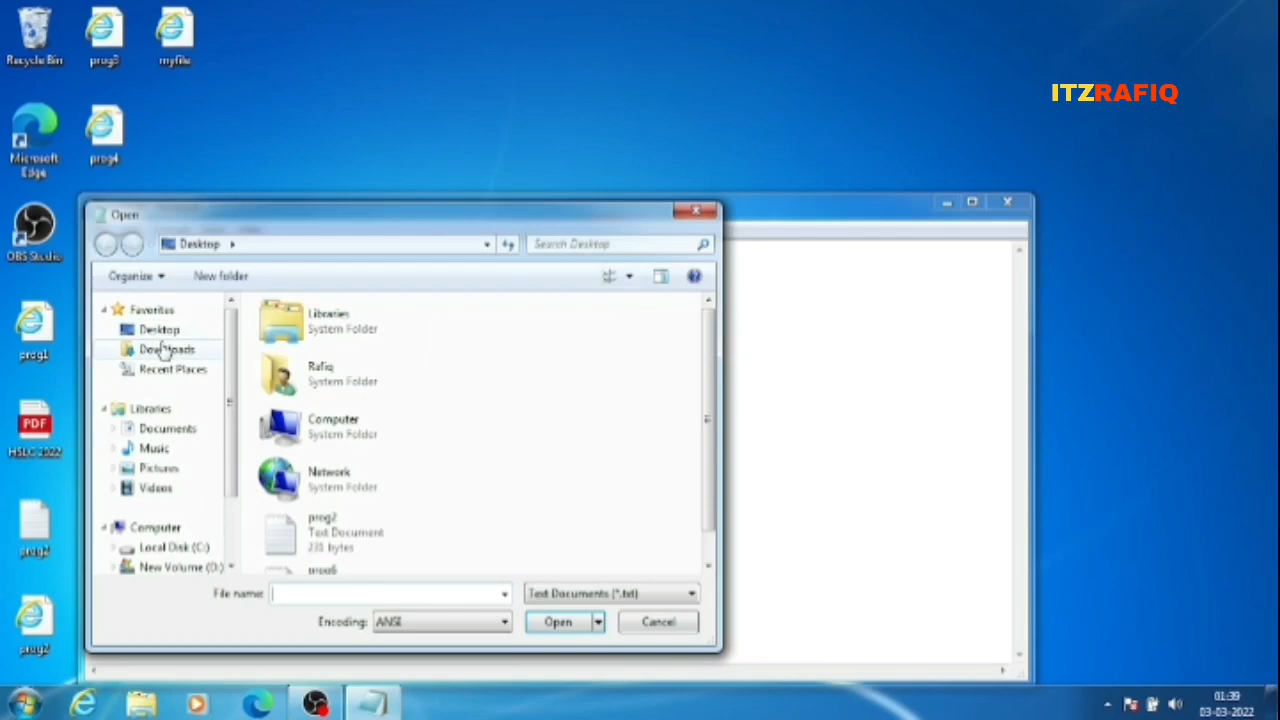 Recycle Bin
prog3
myfile
ITZRAFIQ
Microsoft
Edge
prog4
OBS Studio
prog1
HSLC 2022
PDF
prog2
prog2
Open
Desktop
Search Desktop
Organize
New folder
Favorites
Desktop
Downloads
Recent Places
Libraries
Documents
Music
Pictures
Videos
Computer
Local Disk (C:)
New Volume (D:)
Libraries
System Folder
Rafiq
System Folder
Computer
System Folder
Network
System Folder
prog2
Text Document
231 bytes
prog6
File name:
Text Documents (*.txt)
Encoding:
ANSI
Open
Cancel
01:39
03-03-2022